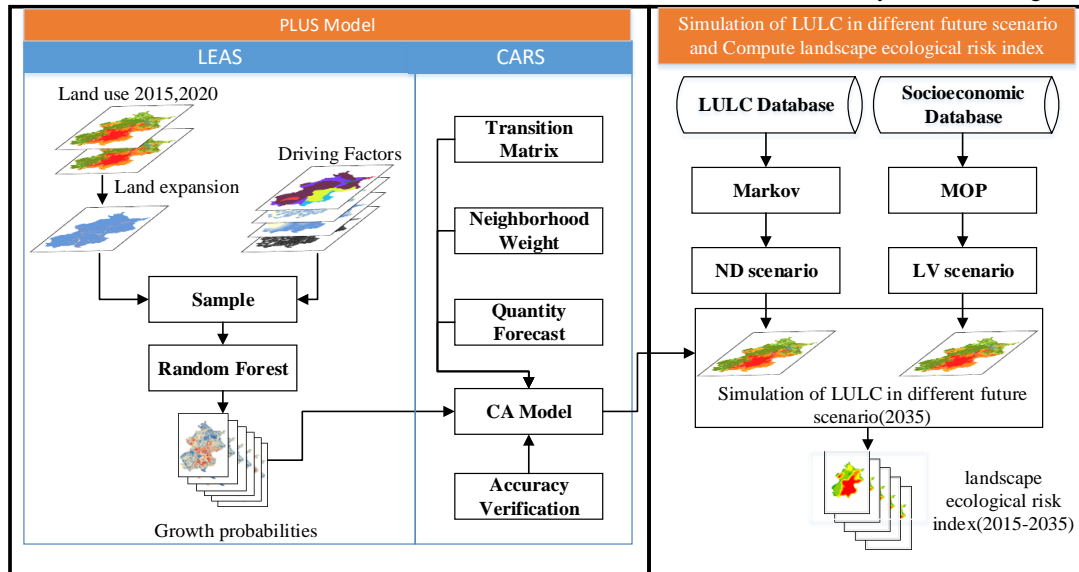 PLUS Model
LEAS
CARS
Land use 2015,2020
Driving Factors
Land expansion
Sample
Random Forest
Growth probabilities
Transition
Matrix
Neighborhood
Weight
Quantity
Forecast
CA Model
Accuracy
Verification
Simulation of LULC in different future scenario
and Compute landscape ecological risk index
LULC Database
Socioeconomic
Database
Markov
MOP
ND scenario
LV scenario
Simulation of LULC in different future
scenario(2035)
landscape
ecological risk
index(2015-2035)